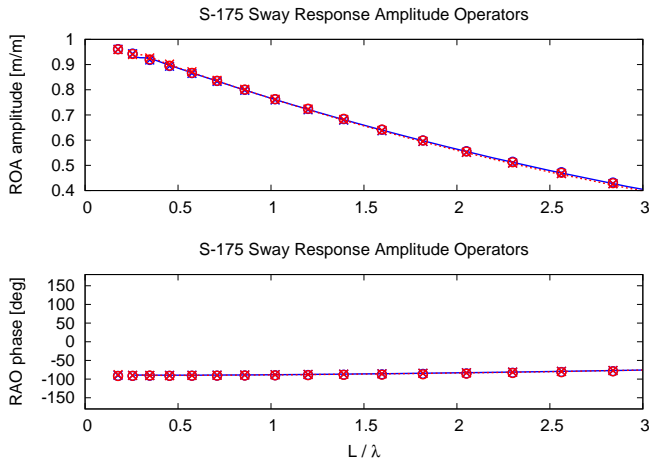 S-175 Sway Response Amplitude Operators
ROA amplitude [m/m]
1
0.9
0.8
0.7
0.6
0.5
0.4
0 0.5 1 1.5 2 2.5 3
S-175 Sway Response Amplitude Operators
RAO phase [deg]
150
100
50
0
-50
-100
-150
0 0.5 1 1.5 2 2.5 3
L / λ